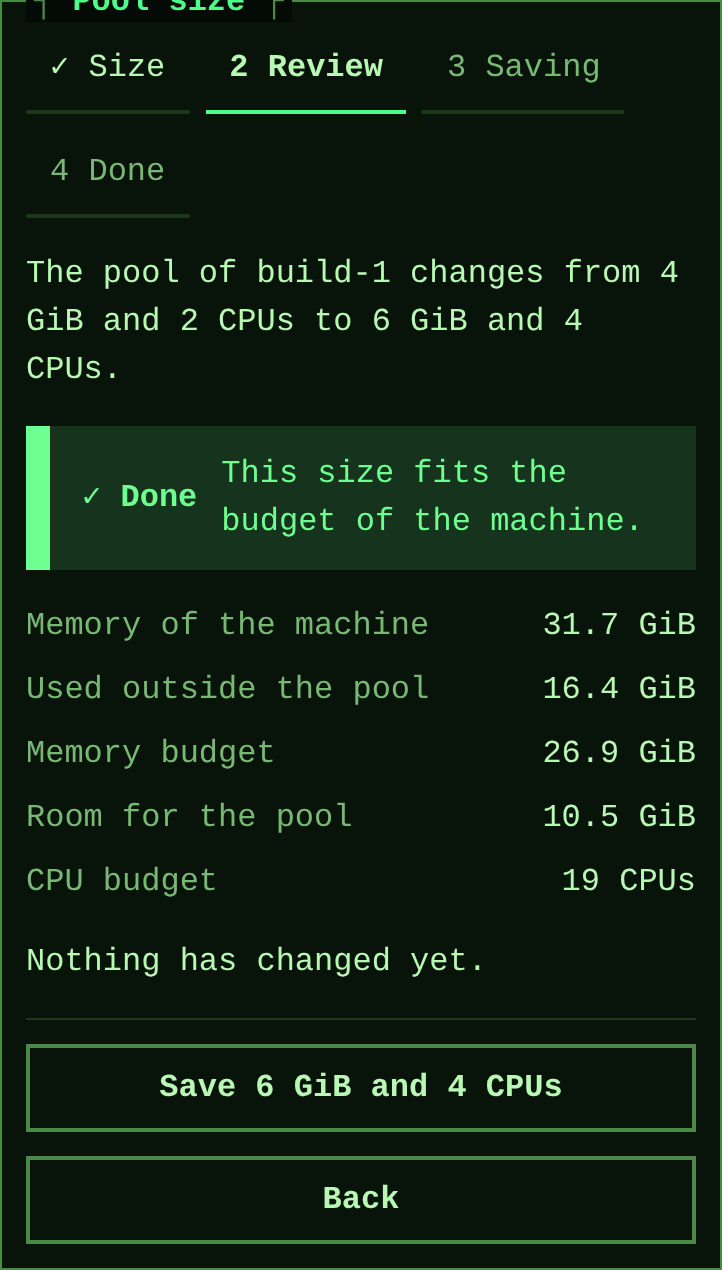 Pool size
✓ Size
2 Review
3 Saving
4 Done
The pool of build-1 changes from 4
GiB and 2 CPUs to 6 GiB and 4
CPUs.
✓ Done
This size fits the
budget of the machine.
Memory of the machine 31.7 GiB
Used outside the pool 16.4 GiB
Memory budget 26.9 GiB
Room for the pool 10.5 GiB
CPU budget 19 CPUs
Nothing has changed yet.
Save 6 GiB and 4 CPUs
Back